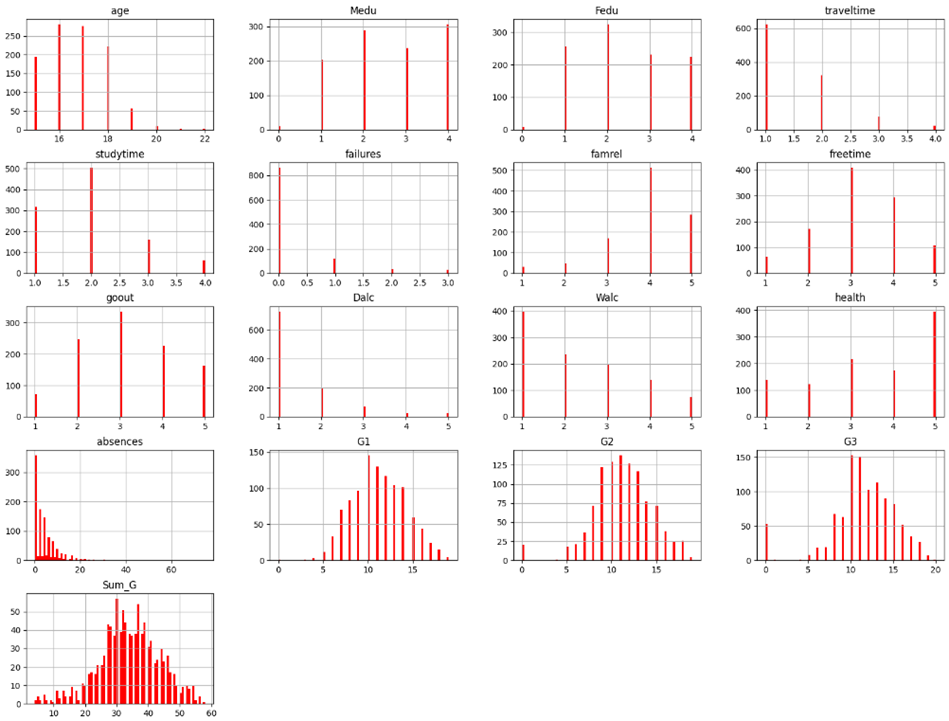 age Medu Fedu traveltime
250 200 150 100 50 0
16 18 20 22
300 200 100 0
0 1 2 3 4
300 200 100 0
0 1 2 3 4
600 400 200 0
1.0 1.5 2.0 2.5 3.0 3.5 4.0
studytime failures famrel freetime
500 400 300 200 100 0
1.0 1.5 2.0 2.5 3.0 3.5 4.0
800 600 400 200 0
0.0 0.5 1.0 1.5 2.0 2.5 3.0
500 400 300 200 100 0
1 2 3 4 5
400 300 200 100 0
1 2 3 4 5
goout Dalc Walc health
300 200 100 0
1 2 3 4 5
600 400 200 0
1 2 3 4 5
400 300 200 100 0
1 2 3 4 5
400 300 200 100 0
1 2 3 4 5
absences G1 G2 G3
300 200 100 0
0 20 40 60
150 100 50 0
0 5 10 15
125 100 75 50 25 0
0 5 10 15
150 100 50 0
0 5 10 15 20
Sum_G
50 40 30 20 10 0
10 20 30 40 50 60